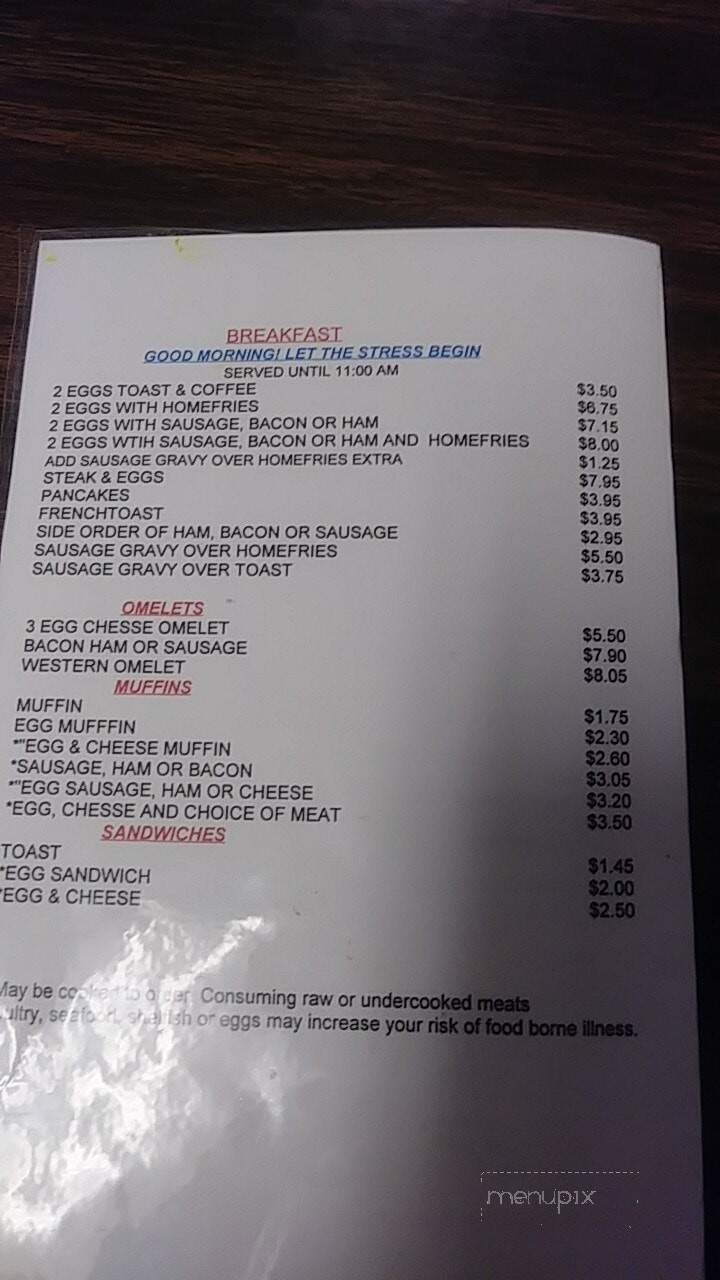 BREAKFAST
GOOD MORNING! LET THE STRESS BEGIN
SERVED UNTIL 11:00 AM
2 EGGS TOAST & COFFEE $3.50
2 EGGS WITH HOMEFRIES $6.75
2 EGGS WITH SAUSAGE, BACON OR HAM $7.15
2 EGGS WTIH SAUSAGE, BACON OR HAM AND HOMEFRIES $8.00
ADD SAUSAGE GRAVY OVER HOMEFRIES EXTRA $1.25
STEAK & EGGS $7.95
PANCAKES $3.95
FRENCHTOAST $3.95
SIDE ORDER OF HAM, BACON OR SAUSAGE $2.95
SAUSAGE GRAVY OVER HOMEFRIES $5.50
SAUSAGE GRAVY OVER TOAST $3.75
OMELETS
3 EGG CHESSE OMELET $5.50
BACON HAM OR SAUSAGE $7.90
WESTERN OMELET $8.05
MUFFINS
MUFFIN $1.75
EGG MUFFFIN $2.30
*"EGG & CHEESE MUFFIN $2.60
*SAUSAGE, HAM OR BACON $3.05
*"EGG SAUSAGE, HAM OR CHEESE $3.20
*EGG, CHESSE AND CHOICE OF MEAT $3.50
SANDWICHES
TOAST $1.45
*EGG SANDWICH $2.00
*EGG & CHEESE $2.50
May be cooked to order Consuming raw or undercooked meats
seafood, shellfish or eggs may increase your risk of food borne illness.
menupix